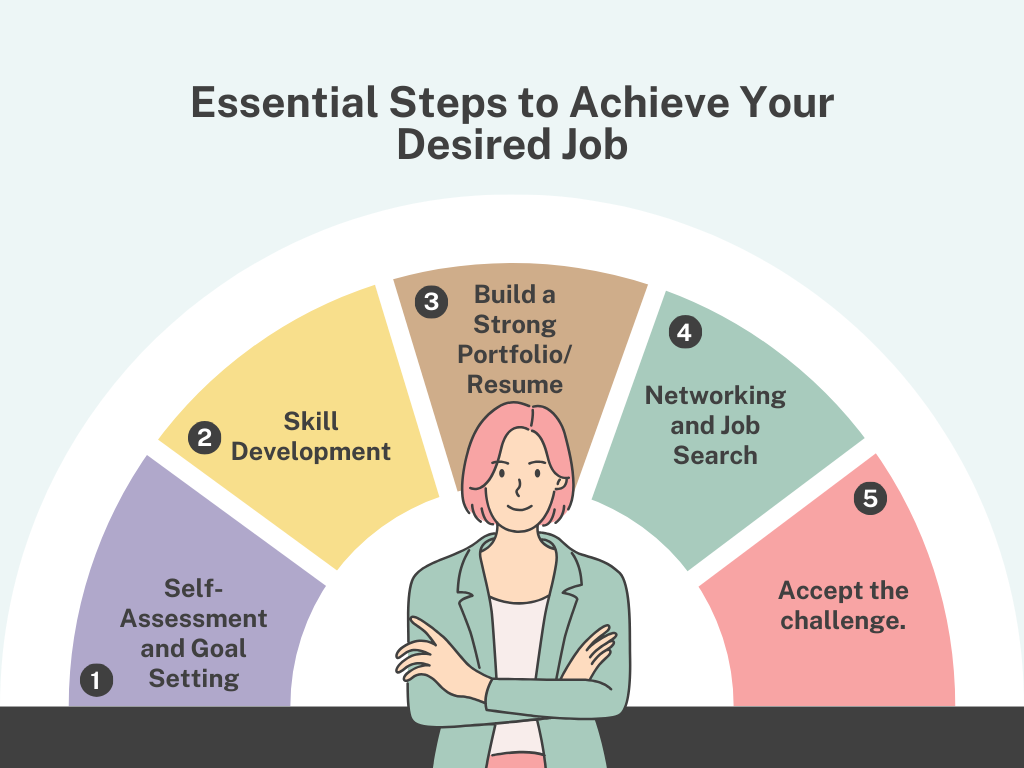 Essential Steps to Achieve Your
Desired Job
1
Self-
Assessment
and Goal
Setting
2
Skill
Development
3
Build a
Strong
Portfolio/
Resume
4
Networking
and Job
Search
5
Accept the
challenge.